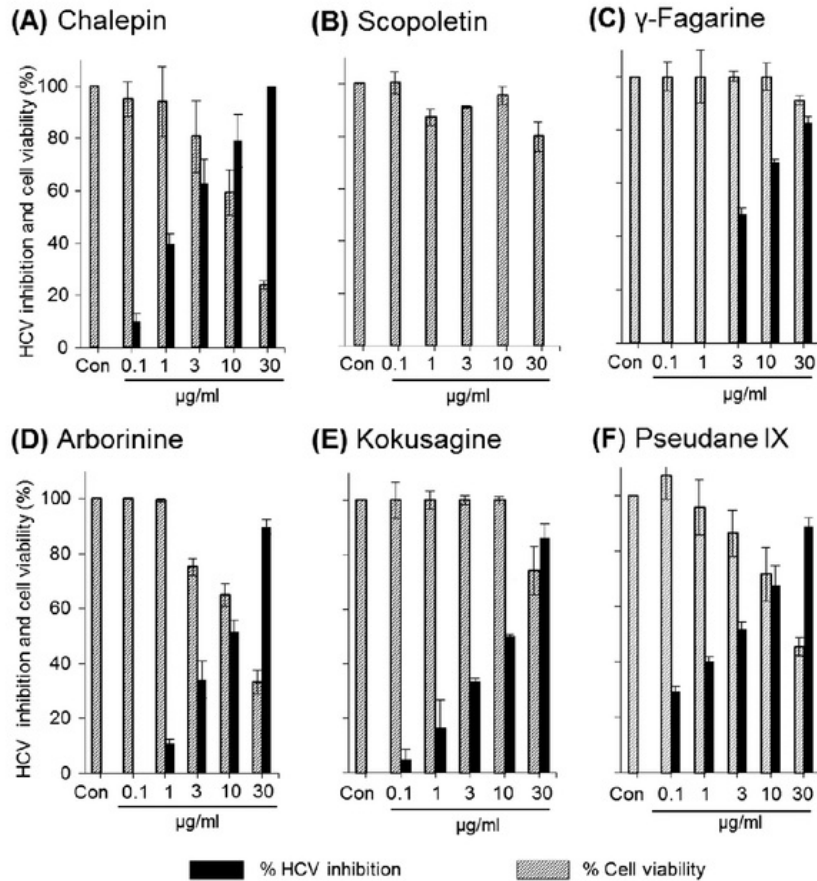 (A) Chalepin
(B) Scopoletin
(C) γ-Fagarine
HCV inhibition and cell viability (%)
100
80
60
40
20
0
Con 0.1 1 3 10 30
µg/ml
Con 0.1 1 3 10 30
µg/ml
Con 0.1 1 3 10 30
µg/ml
(D) Arborinine
(E) Kokusagine
(F) Pseudane IX
HCV inhibition and cell viability (%)
100
80
60
40
20
0
Con 0.1 1 3 10 30
µg/ml
Con 0.1 1 3 10 30
µg/ml
Con 0.1 1 3 10 30
µg/ml
% HCV inhibition
% Cell viability